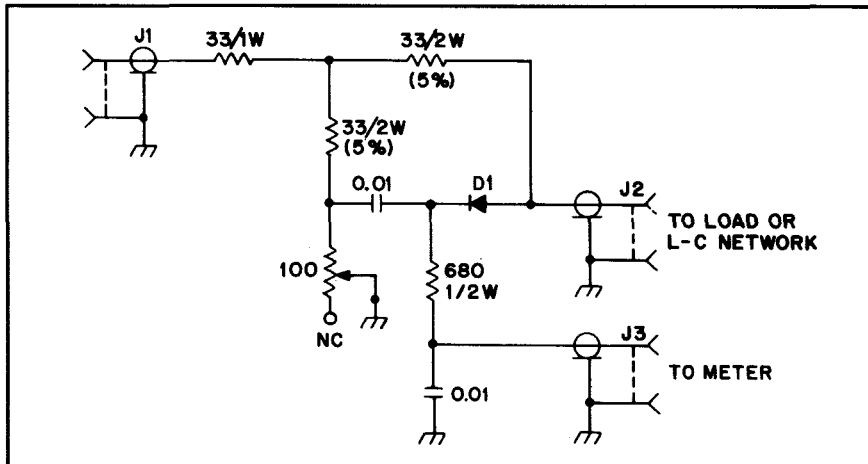 J1
33/1W
33/2W
(5%)
33/2W
(5%)
0.01
D1
J2
TO LOAD OR
L-C NETWORK
100
680
1/2W
NC
J3
TO METER
0.01